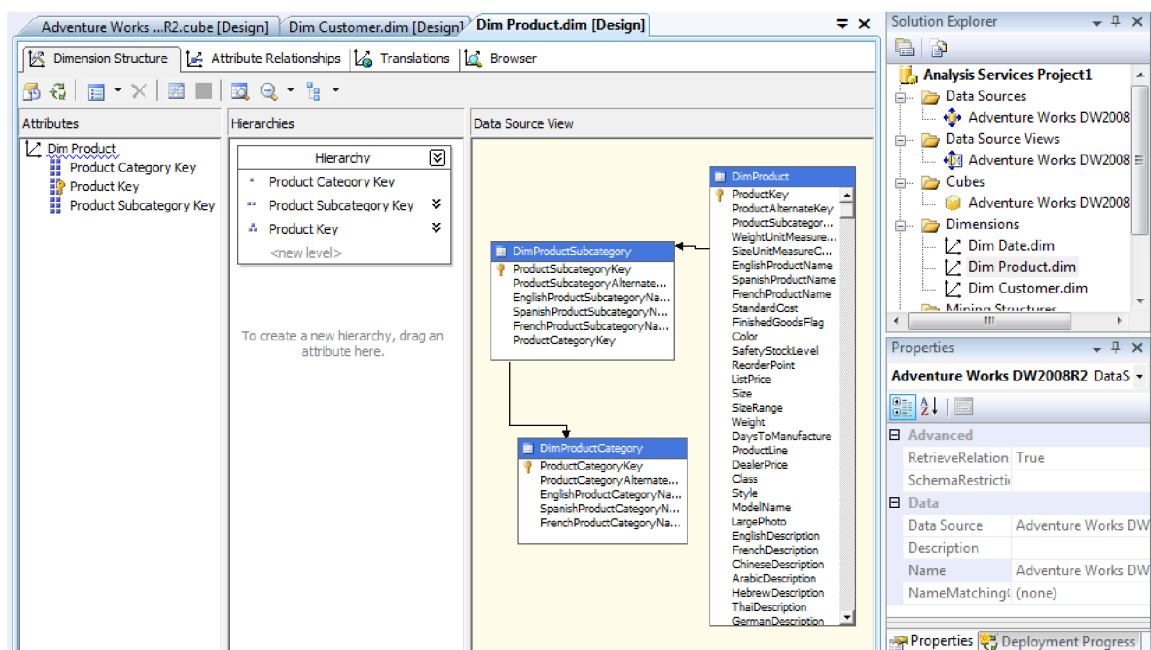 Adventure Works ...R2.cube [Design]
Dim Customer.dim [Design]
Dim Product.dim [Design]
Dimension Structure
Attribute Relationships
Translations
Browser
Attributes
Dim Product
Product Category Key
Product Key
Product Subcategory Key
Hierarchies
Hierarchy
Product Category Key
Product Subcategory Key
Product Key
<new level>
To create a new hierarchy, drag an
attribute here.
Data Source View
DimProductSubcategory
ProductSubcategoryKey
ProductSubcategoryAlternate...
EnglishProductSubcategoryNa...
SpanishProductSubcategoryN...
FrenchProductSubcategoryNa...
ProductCategoryKey
DimProductCategory
ProductCategoryKey
ProductCategoryAlternate...
EnglishProductCategoryNa...
SpanishProductCategoryN...
FrenchProductCategoryNa...
DimProduct
ProductKey
ProductAlternateKey
ProductSubcategor...
WeightUnitMeasure...
SizeUnitMeasureC...
EnglishProductName
SpanishProductName
FrenchProductName
StandardCost
FinishedGoodsFlag
Color
SafetyStockLevel
ReorderPoint
ListPrice
Size
SizeRange
Weight
DaysToManufacture
ProductLine
DealerPrice
Class
Style
ModelName
LargePhoto
EnglishDescription
FrenchDescription
ChineseDescription
ArabicDescription
HebrewDescription
ThaiDescription
GermanDescription
Solution Explorer
Analysis Services Project1
Data Sources
Adventure Works DW2008
Data Source Views
Adventure Works DW2008
Cubes
Adventure Works DW2008
Dimensions
Dim Date.dim
Dim Product.dim
Dim Customer.dim
Mining Structures
Properties
Adventure Works DW2008R2 DataS
Advanced
RetrieveRelation True
SchemaRestricti
Data
Data Source Adventure Works DW
Description
Name Adventure Works DW
NameMatching( (none)
Properties
Deployment Progress